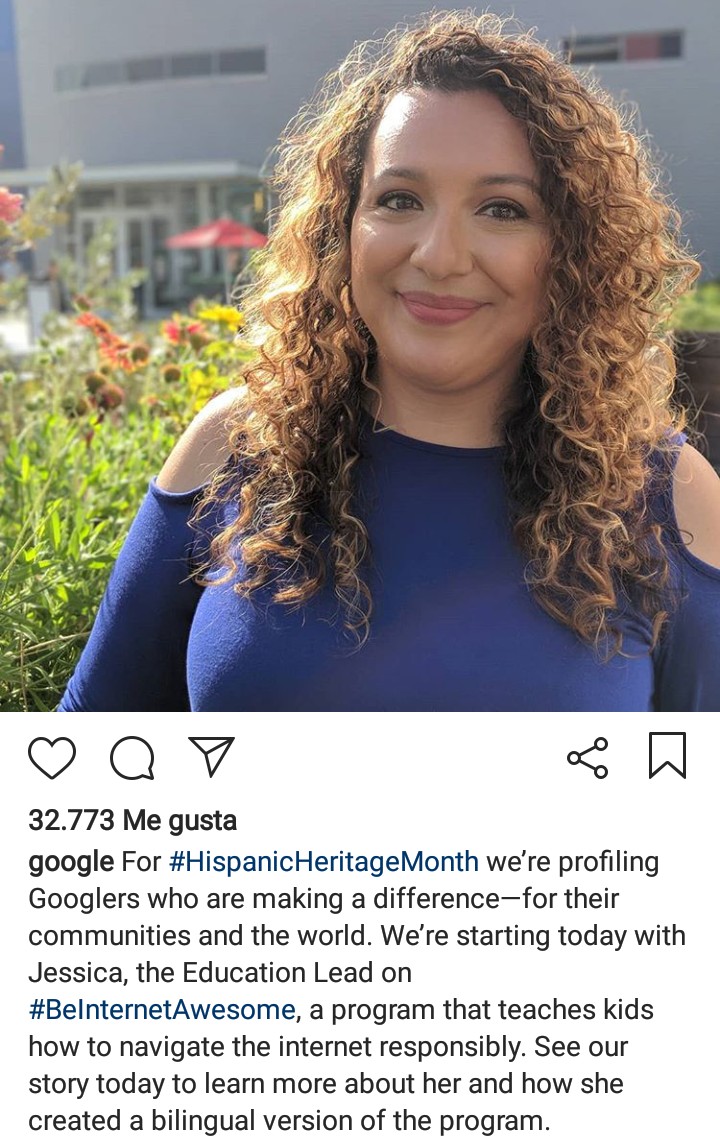 32.773 Me gusta
google For #HispanicHeritageMonth we're profiling
Googlers who are making a difference—for their
communities and the world. We're starting today with
Jessica, the Education Lead on
#BeInternetAwesome, a program that teaches kids
how to navigate the internet responsibly. See our
story today to learn more about her and how she
created a bilingual version of the program.